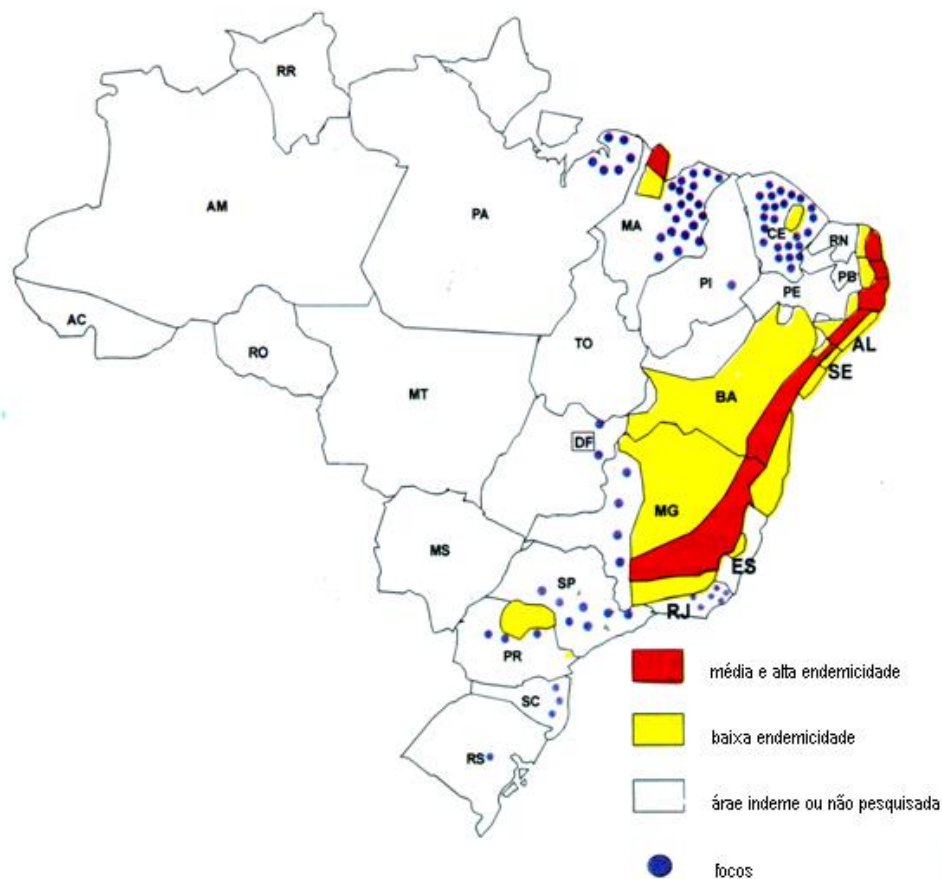 RR
AM
PA
MA
CE
RN
PB
PI
PE
AC
RO
TO
AL
SE
MT
BA
DF
MG
MS
ES
SP
RJ
PR
SC
RS
média e alta endemicidade
baixa endemicidade
árae indeme ou não pesquisada
focos